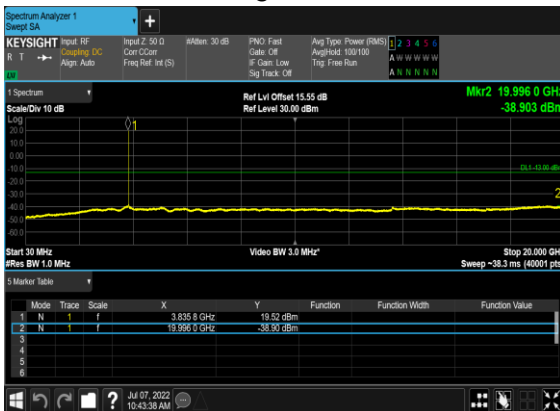 Spectrum Analyzer 1
Swept SA
KEYSIGHT
R T
LV
Input: RF
Coupling: DC
Align: Auto
Input Z: 50 Ω
Corr CCorr
Freq Ref: Int (S)
#Atten: 30 dB
PNO: Fast
Gate: Off
IF Gain: Low
Sig Track: Off
Avg Type: Power (RMS)
Avg|Hold: 100/100
Trig: Free Run
1 2 3 4 5 6
A W W W W W
A N N N N N
1 Spectrum
Scale/Div 10 dB
Ref Lvl Offset 15.55 dB
Ref Level 30.00 dBm
Mkr2 19.996 0 GHz
-38.903 dBm
Log
20.0
10.0
0.00
-10.0
-20.0
-30.0
-40.0
-50.0
-60.0
1
DL1 -13.00 dBm
2
Start 30 MHz
#Res BW 1.0 MHz
Video BW 3.0 MHz*
Stop 20.000 GHz
Sweep ~38.3 ms (40001 pts)
5 Marker Table
Mode Trace Scale X Y Function Function Width Function Value
1 N 1 f 3.835 8 GHz 19.52 dBm
2 N 1 f 19.996 0 GHz -38.90 dBm
3
4
5
6
?
Jul 07, 2022
10:43:38 AM